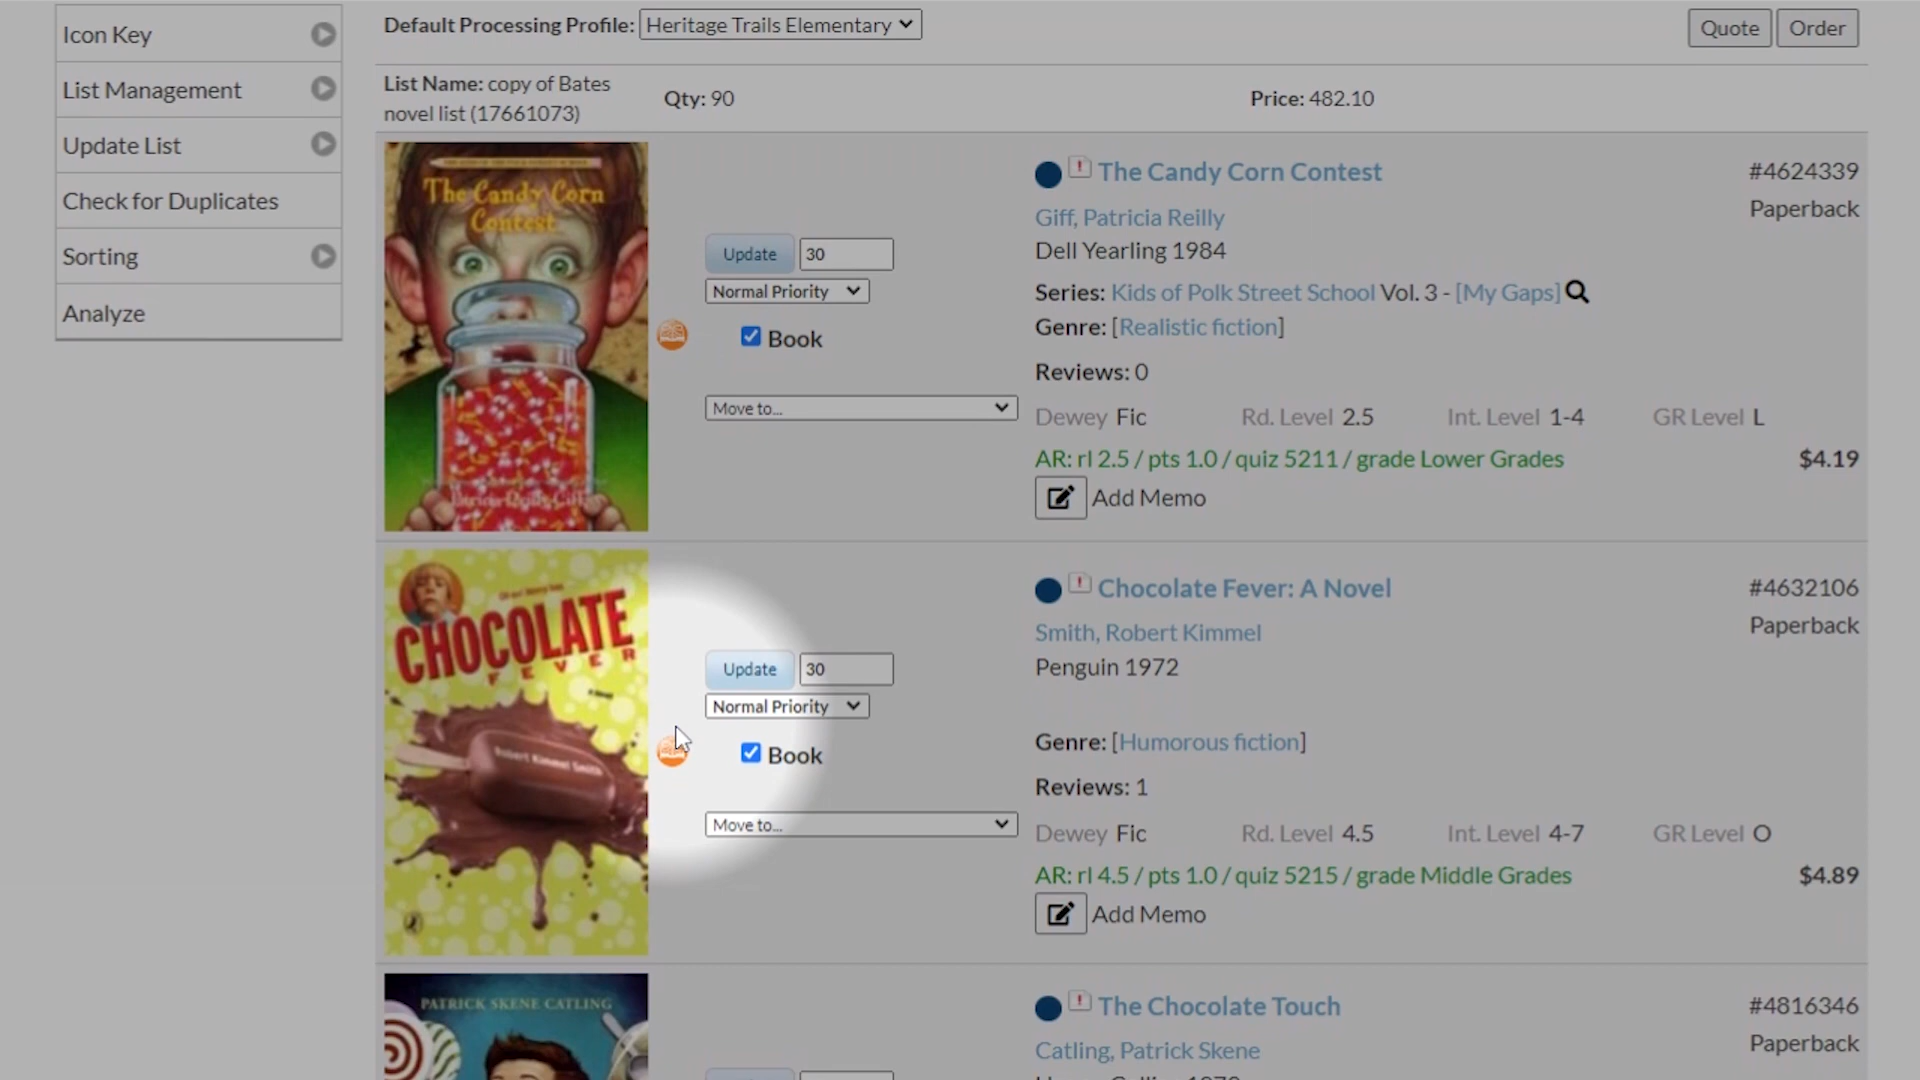 Icon Key
List Management
Update List
Check for Duplicates
Sorting
Analyze
Default Processing Profile: Heritage Trails Elementary
Quote Order
List Name: copy of Bates
novel list (17661073)
Qty: 90
Price: 482.10
The Candy Corn
Contest
Update 30
Normal Priority
Book
Move to...
The Candy Corn Contest
#4624339
Giff, Patricia Reilly
Paperback
Dell Yearling 1984
Series: Kids of Polk Street School Vol. 3 - [My Gaps]
Genre: [Realistic fiction]
Reviews: 0
Dewey Fic Rd. Level 2.5 Int. Level 1-4 GR Level L
AR: rl 2.5 / pts 1.0 / quiz 5211 / grade Lower Grades
$4.19
Add Memo
CHOCOLATE
FEVER
Robert Kimmel Smith
Update 30
Normal Priority
Book
Move to...
Chocolate Fever: A Novel
#4632106
Smith, Robert Kimmel
Paperback
Penguin 1972
Genre: [Humorous fiction]
Reviews: 1
Dewey Fic Rd. Level 4.5 Int. Level 4-7 GR Level O
AR: rl 4.5 / pts 1.0 / quiz 5215 / grade Middle Grades
$4.89
Add Memo
PATRICK SKENE CATLING
The Chocolate Touch
#4816346
Catling, Patrick Skene
Paperback